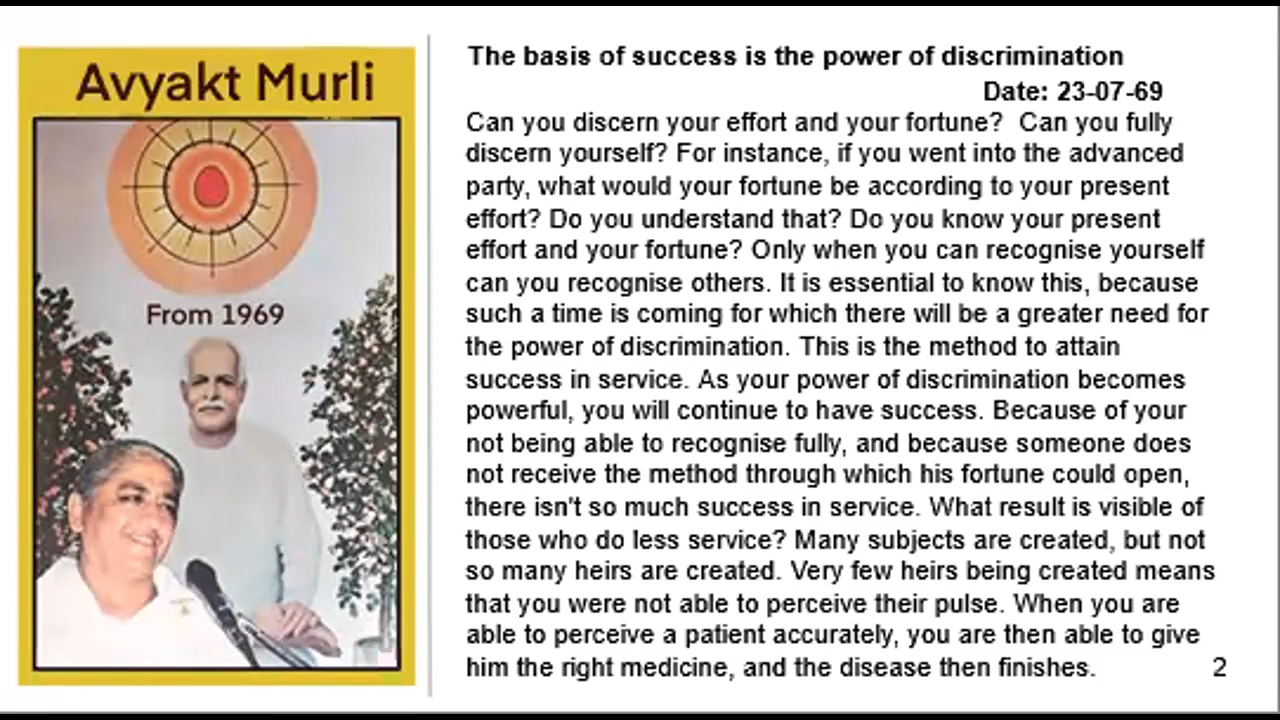 Avyakt Murli
From 1969
The basis of success is the power of discrimination
Date: 23-07-69
Can you discern your effort and your fortune?  Can you fully
discern yourself? For instance, if you went into the advanced
party, what would your fortune be according to your present
effort? Do you understand that? Do you know your present
effort and your fortune? Only when you can recognise yourself
can you recognise others. It is essential to know this, because
such a time is coming for which there will be a greater need for
the power of discrimination. This is the method to attain
success in service. As your power of discrimination becomes
powerful, you will continue to have success. Because of your
not being able to recognise fully, and because someone does
not receive the method through which his fortune could open,
there isn't so much success in service. What result is visible of
those who do less service? Many subjects are created, but not
so many heirs are created. Very few heirs being created means
that you were not able to perceive their pulse. When you are
able to perceive a patient accurately, you are then able to give
him the right medicine, and the disease then finishes.
2